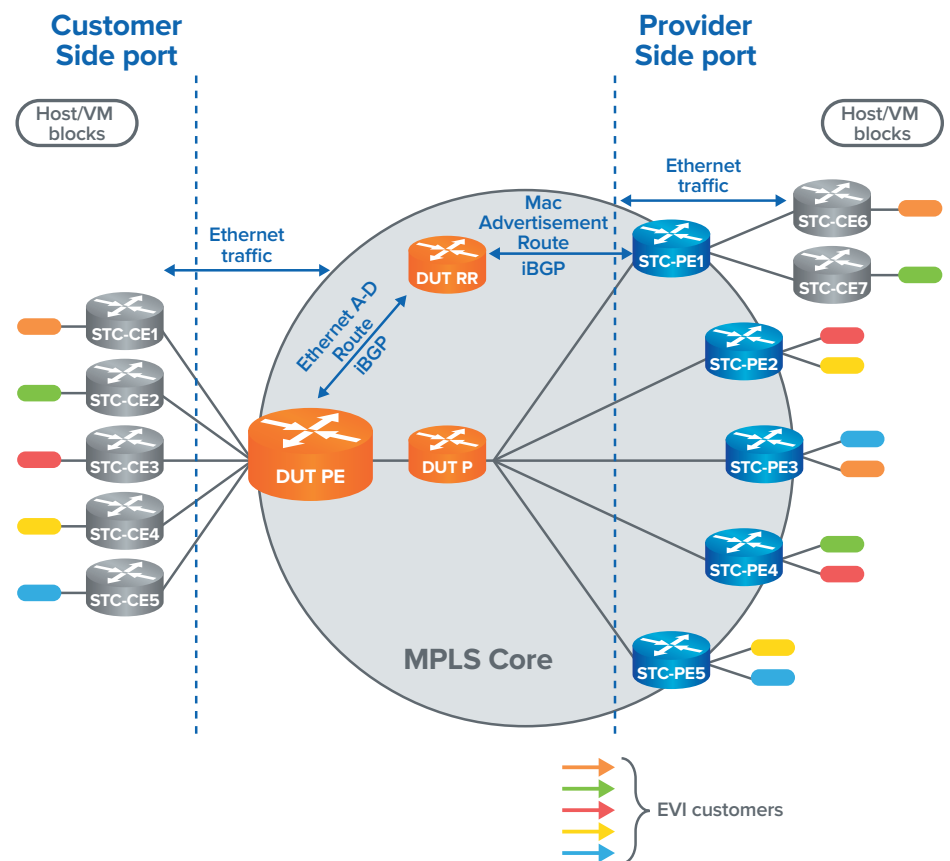 Customer
Side port
Provider
Side port
Host/VM
blocks
Host/VM
blocks
Ethernet
traffic
Mac
Advertisement
Route
iBGP
Ethernet
traffic
STC-CE6
STC-CE7
DUT RR
STC-PE1
Ethernet A-D
Route
iBGP
STC-CE1
STC-CE2
STC-CE3
STC-CE4
STC-CE5
DUT PE
DUT P
STC-PE2
STC-PE3
STC-PE4
STC-PE5
MPLS Core
EVI customers